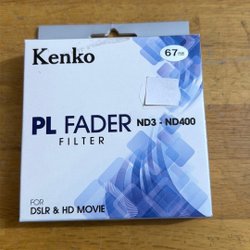 Kenko
67mm
PL FADER ND3 - ND400
FILTER
FOR
DSLR & HD MOVIE